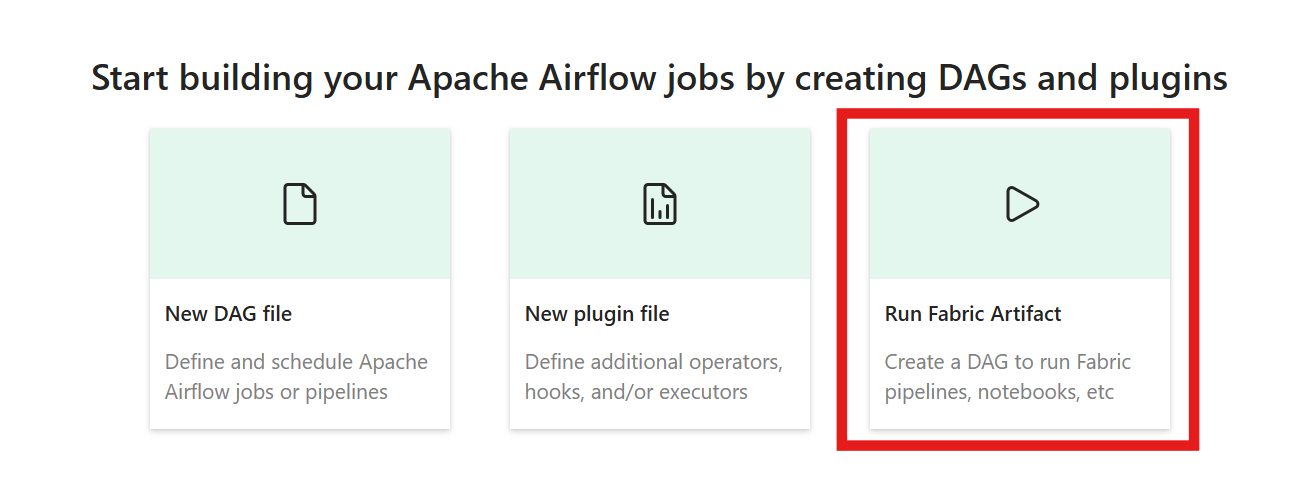 Start building your Apache Airflow jobs by creating DAGs and plugins
New DAG file
Define and schedule Apache
Airflow jobs or pipelines
New plugin file
Define additional operators,
hooks, and/or executors
Run Fabric Artifact
Create a DAG to run Fabric
pipelines, notebooks, etc